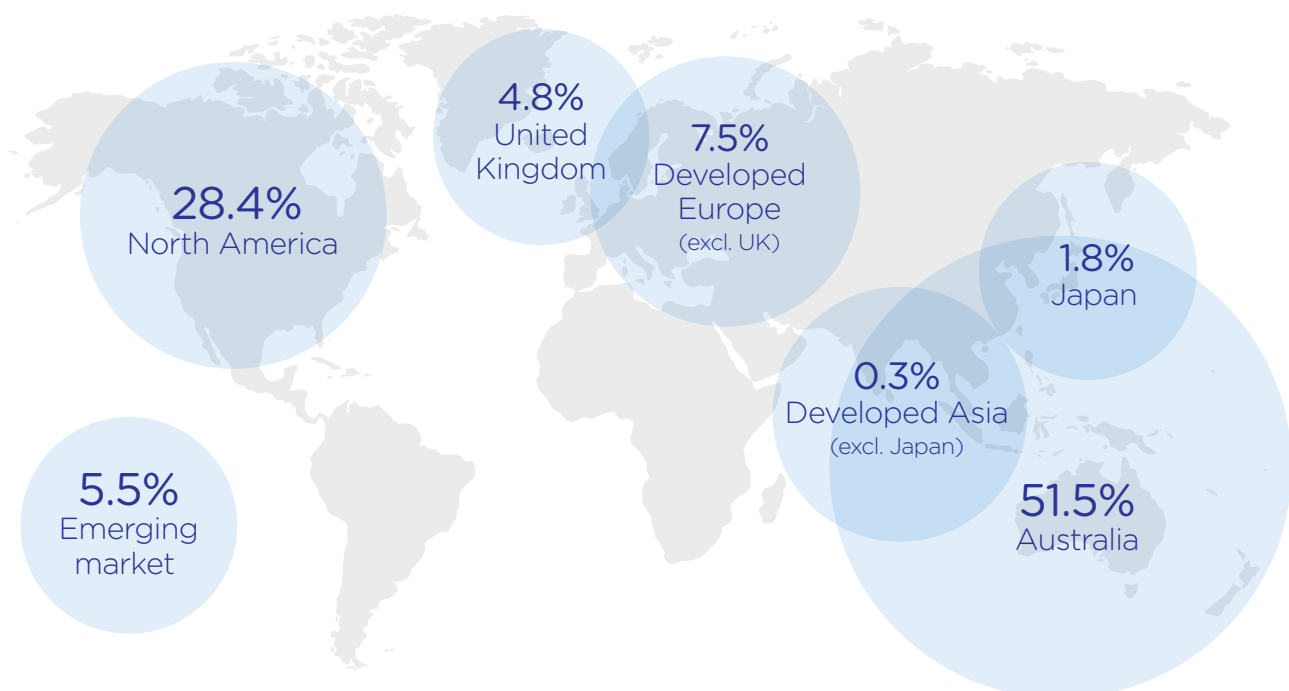 4.8%
United
Kingdom
7.5%
Developed
Europe
(excl. UK)
28.4%
North America
1.8%
Japan
0.3%
Developed Asia
(excl. Japan)
5.5%
Emerging
market
51.5%
Australia